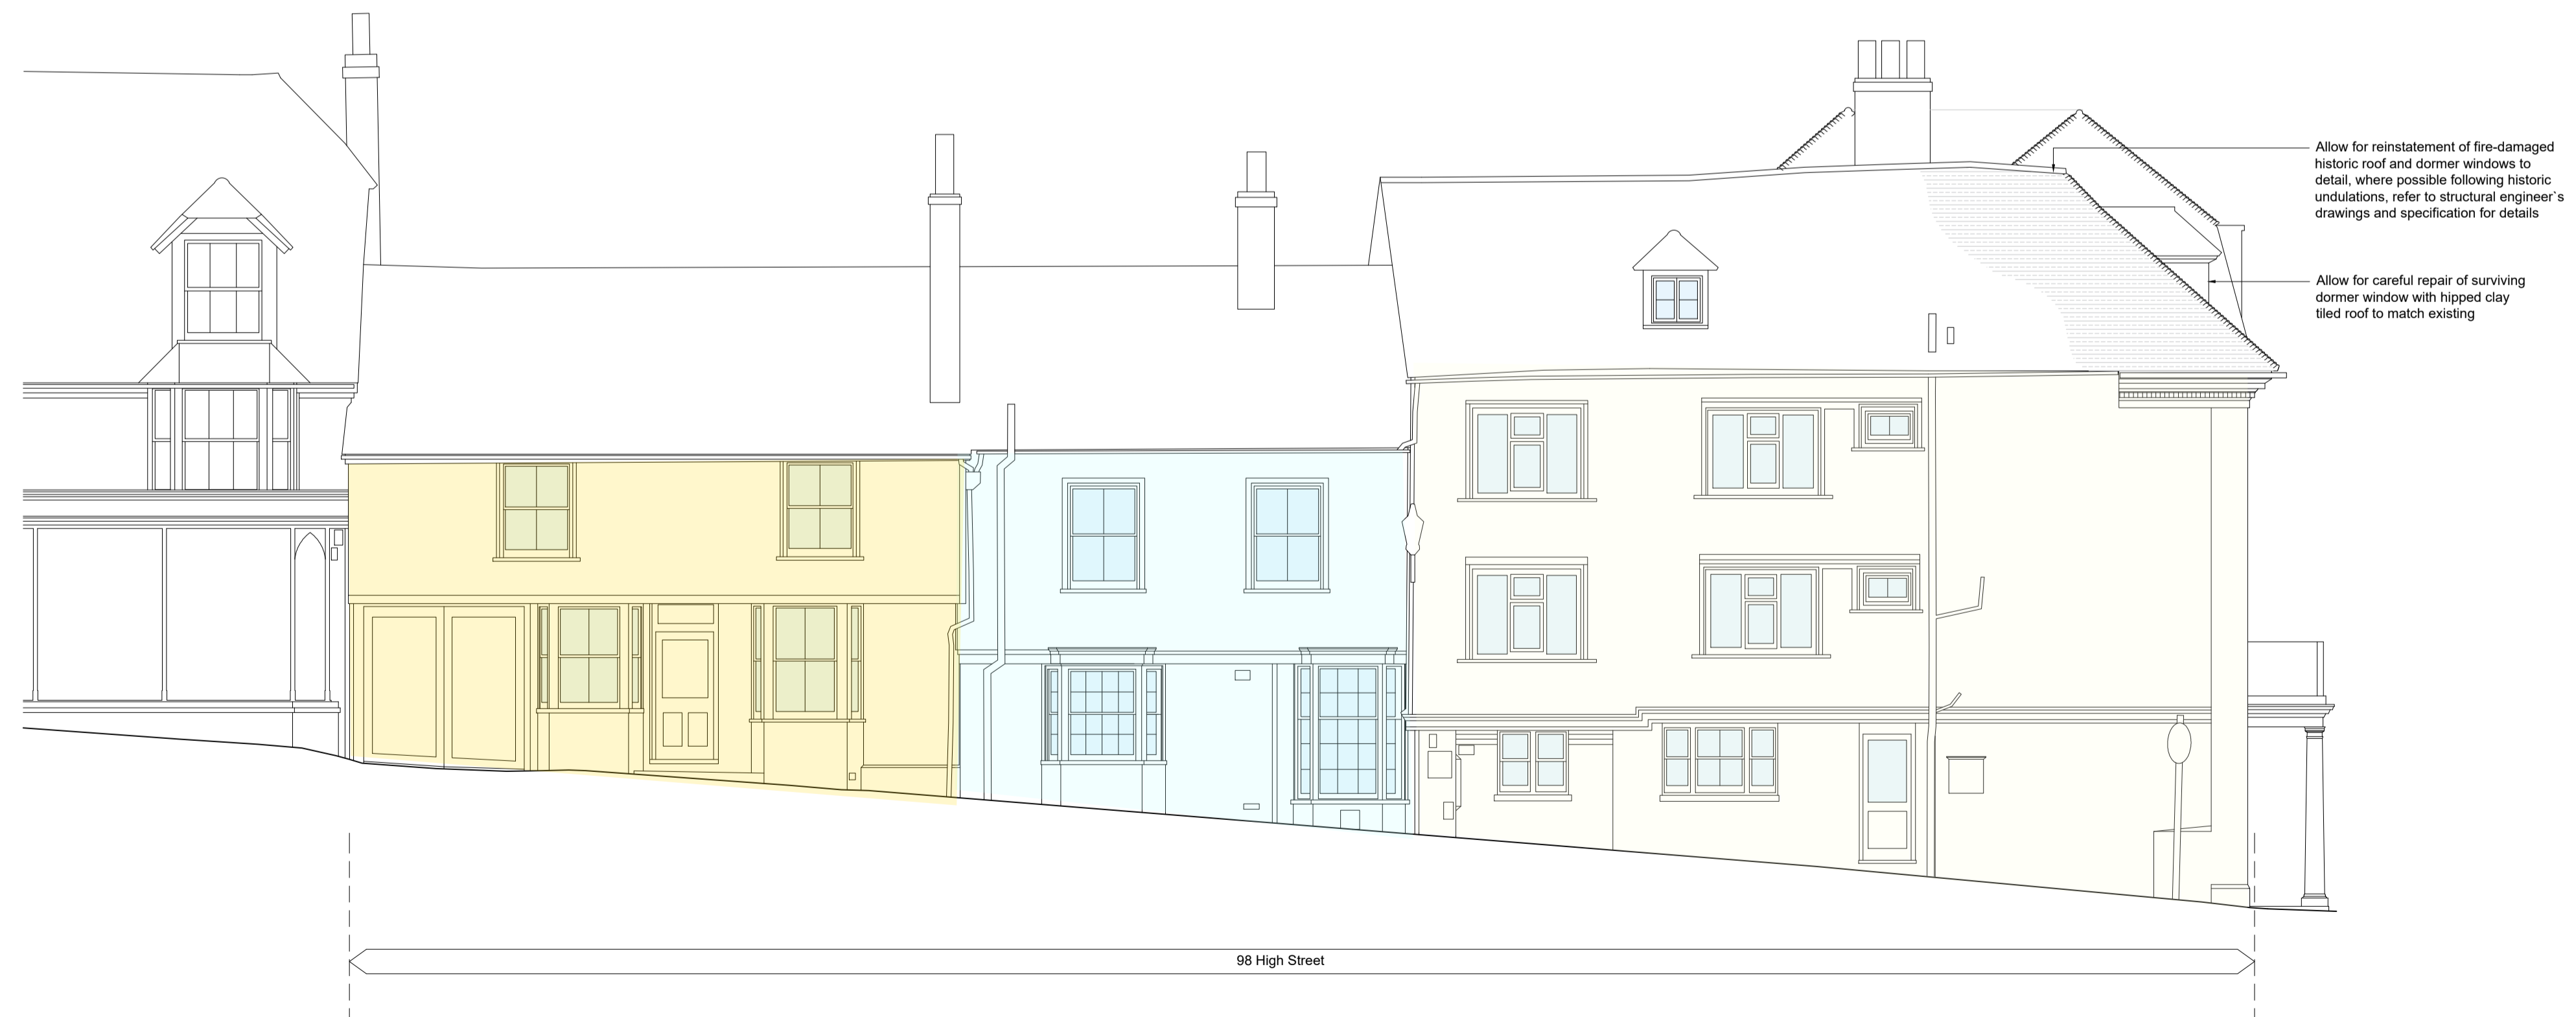 Allow for reinstatement of fire-damaged
historic roof and dormer windows to
detail, where possible following historic
undulations, refer to structural engineer`s
drawings and specification for details
Allow for careful repair of surviving
dormer window with hipped clay
tiled roof to match existing
98 High Street